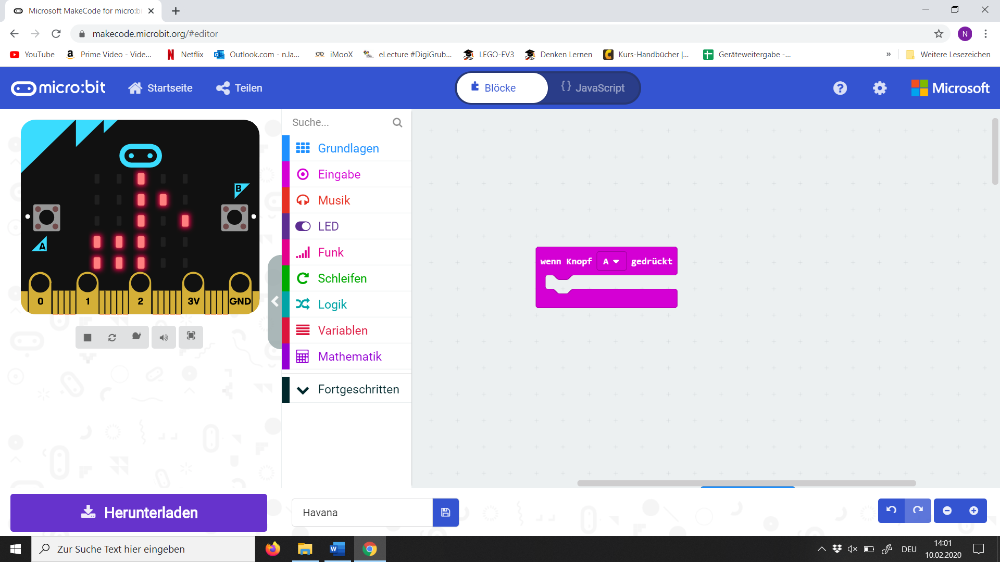 Microsoft MakeCode for micro:bi
makecode.microbit.org/#editor
N
YouTube
Prime Video - Vide...
Netflix
Outlook.com - n.la...
iMooX
eLecture #DigiGrub...
LEGO-EV3
Denken Lernen
Kurs-Handbücher |...
Geräteweitergabe -...
»
Weitere Lesezeichen
micro:bit
Startseite
Teilen
Blöcke
{} JavaScript
Microsoft
Suche...
Grundlagen
Eingabe
Musik
LED
Funk
Schleifen
Logik
Variablen
Mathematik
Fortgeschritten
B
A
0 1 2 3V GND
wenn Knopf A gedrückt
Herunterladen
Havana
Zur Suche Text hier eingeben
W
DEU
14:01
10.02.2020